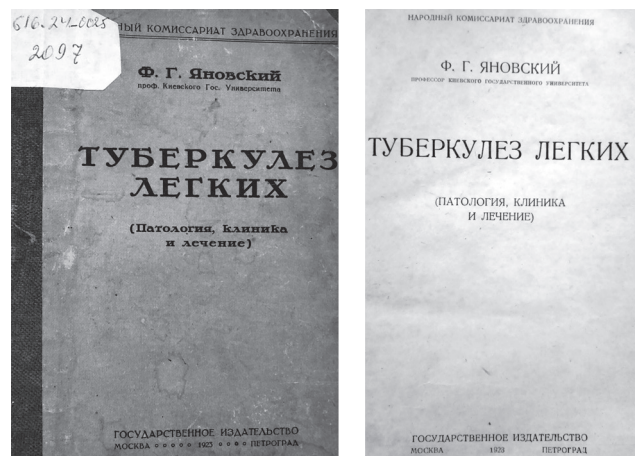 616.24-0025
2097
НЫЙ КОМИССАРИАТ ЗДРАВООХРАНЕНИЯ
Ф. Г. Яновский
проф. Киевского Гос. Университета
ТУБЕРКУЛЕЗ
ЛЕГКИХ
(Патология, клиника
и лечение)
ГОСУДАРСТВЕННОЕ ИЗДАТЕЛЬСТВО
МОСКВА 1923 ПЕТРОГРАД
НАРОДНЫЙ КОМИССАРИАТ ЗДРАВООХРАНЕНИЯ
Ф. Г. ЯНОВСКИЙ
ПРОФЕССОР КИЕВСКОГО ГОСУДАРСТВЕННОГО УНИВЕРСИТЕТА
ТУБЕРКУЛЕЗ ЛЕГКИХ
(ПАТОЛОГИЯ, КЛИНИКА
И ЛЕЧЕНИЕ)
ГОСУДАРСТВЕННОЕ ИЗДАТЕЛЬСТВО
МОСКВА 1923 ПЕТРОГРАД